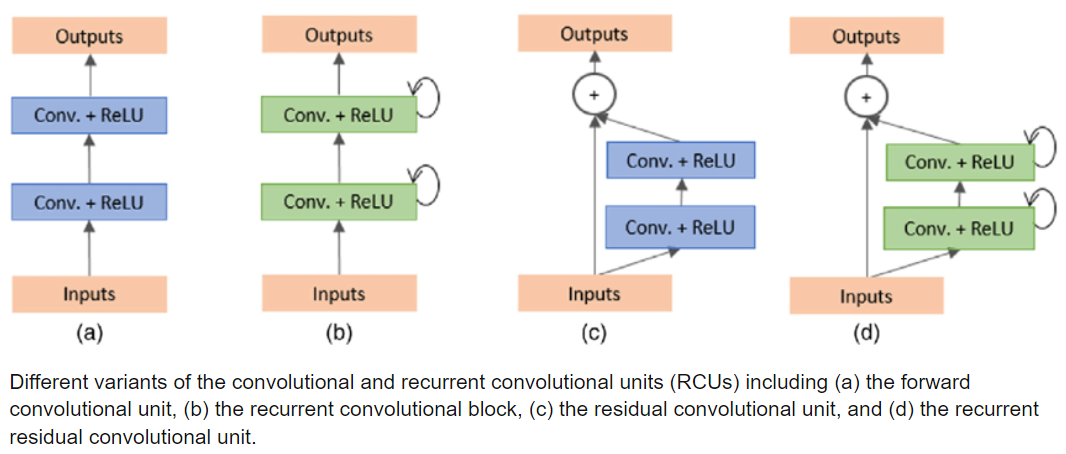 Outputs
Conv. + ReLU
Conv. + ReLU
Inputs
(a)
Outputs
Conv. + ReLU
Conv. + ReLU
Inputs
(b)
Outputs
+
Conv. + ReLU
Conv. + ReLU
Inputs
(c)
Outputs
+
Conv. + ReLU
Conv. + ReLU
Inputs
(d)
Different variants of the convolutional and recurrent convolutional units (RCUs) including (a) the forward
convolutional unit, (b) the recurrent convolutional block, (c) the residual convolutional unit, and (d) the recurrent
residual convolutional unit.